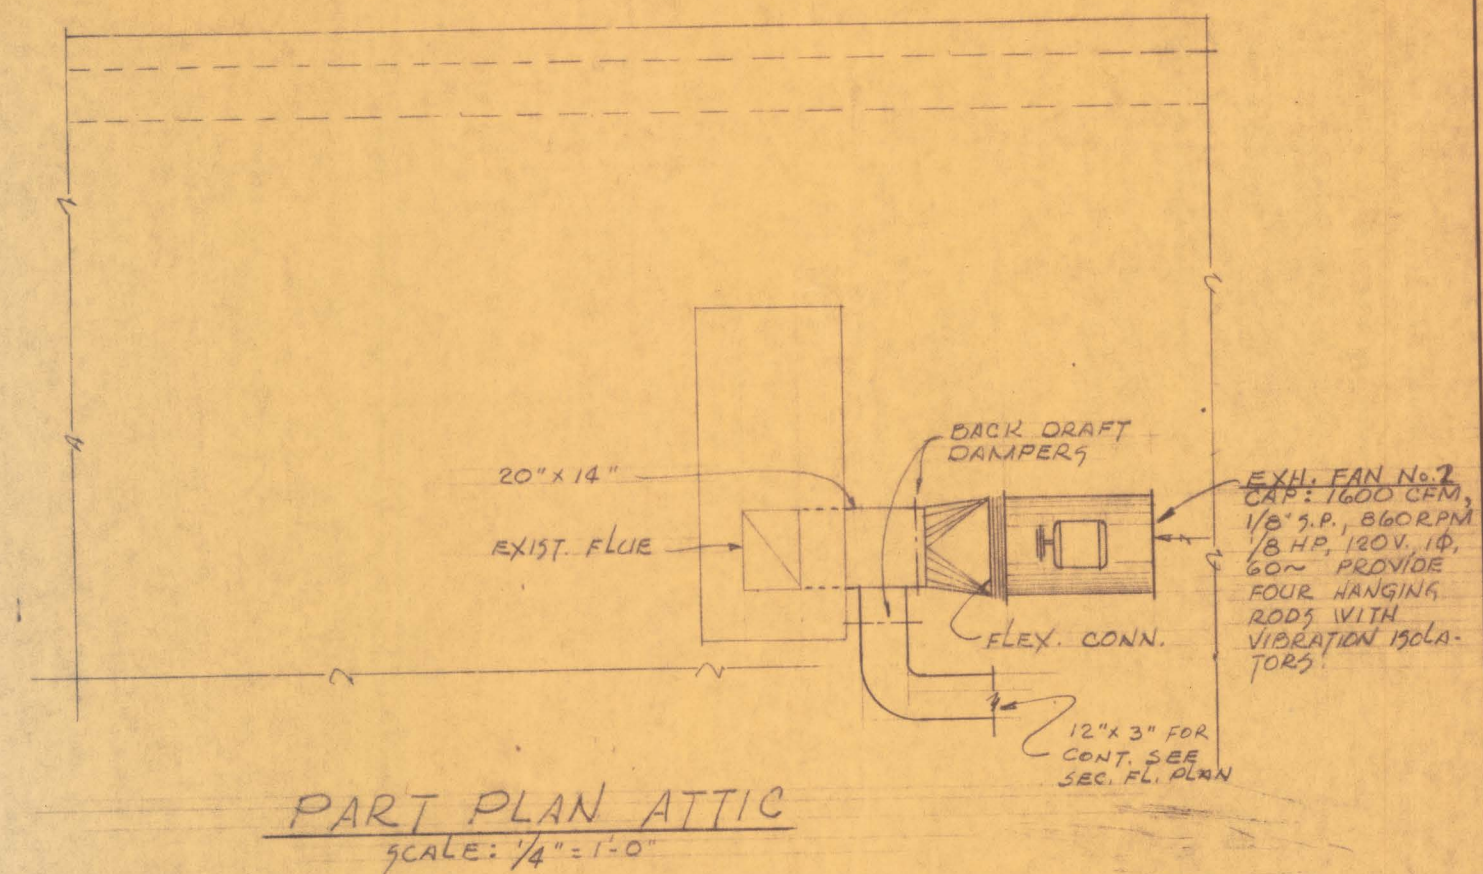 BACK DRAFT
DAMPERS
20" X 14"
EXIST. FLUE
EXH. FAN No. 2
CAP: 1600 CFM,
1/8" S.P., 860 RPM
1/8 HP, 120V, 1Φ,
60~ PROVIDE
FOUR HANGING
RODS WITH
VIBRATION ISOLA-
TORS.
FLEX. CONN.
12" X 3" FOR
CONT. SEE
SEC. FL. PLAN
PART PLAN ATTIC
SCALE: 1/4" = 1'-0"